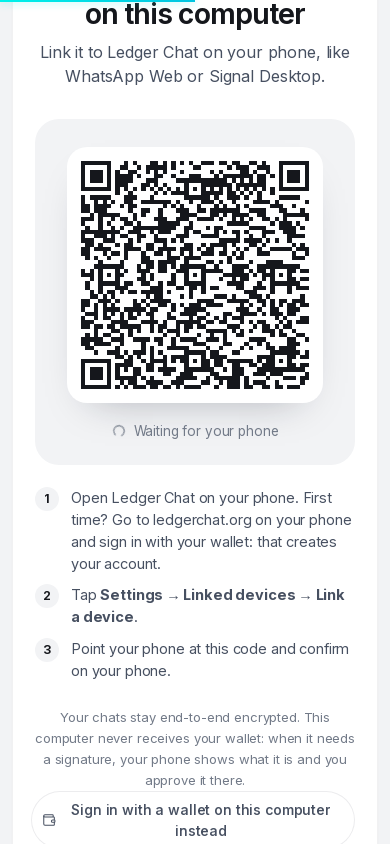 on this computer
Link it to Ledger Chat on your phone, like
WhatsApp Web or Signal Desktop.
Waiting for your phone
1 Open Ledger Chat on your phone. First
time? Go to ledgerchat.org on your phone
and sign in with your wallet: that creates
your account.
2 Tap Settings → Linked devices → Link
a device.
3 Point your phone at this code and confirm
on your phone.
Your chats stay end-to-end encrypted. This
computer never receives your wallet: when it needs
a signature, your phone shows what it is and you
approve it there.
Sign in with a wallet on this computer
instead